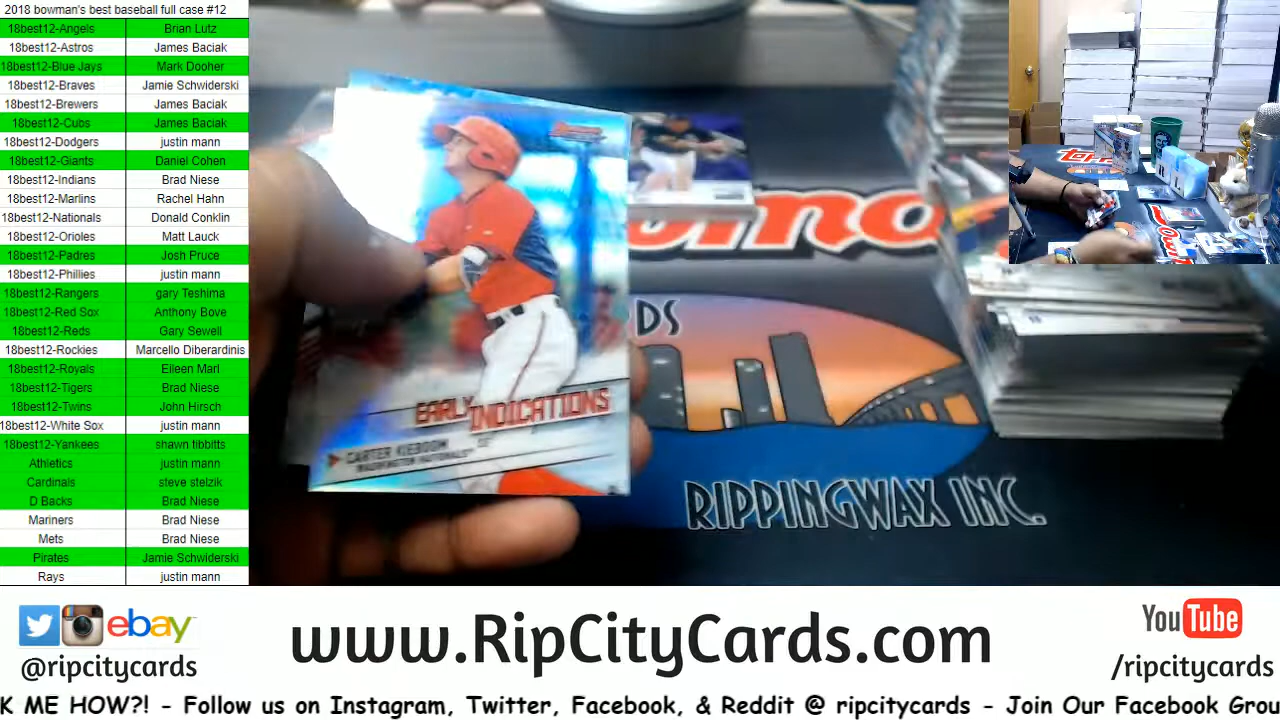 2018 bowman's best baseball full case #12
18best12-Angels Brian Lutz
18best12-Astros James Baciak
18best12-Blue Jays Mark Dooher
18best12-Braves Jamie Schwiderski
18best12-Brewers James Baciak
18best12-Cubs James Baciak
18best12-Dodgers justin mann
18best12-Giants Daniel Cohen
18best12-Indians Brad Niese
18best12-Marlins Rachel Hahn
18best12-Nationals Donald Conklin
18best12-Orioles Matt Lauck
18best12-Padres Josh Pruce
18best12-Phillies justin mann
18best12-Rangers gary Teshima
18best12-Red Sox Anthony Bove
18best12-Reds Gary Sewell
18best12-Rockies Marcello Diberardinis
18best12-Royals Eileen Marl
18best12-Tigers Brad Niese
18best12-Twins John Hirsch
18best12-White Sox justin mann
18best12-Yankees shawn tibbitts
Athletics justin mann
Cardinals steve stelzik
D Backs Brad Niese
Mariners Brad Niese
Mets Brad Niese
Pirates Jamie Schwiderski
Rays justin mann
EARLY INDICATIONS
CARTER KIEBOOM SS
WASHINGTON NATIONALS
DS
RIPPINGWAX INC.
ebay
@ripcitycards
www.RipCityCards.com
YouTube
/ripcitycards
K ME HOW?! - Follow us on Instagram, Twitter, Facebook, & Reddit @ ripcitycards - Join Our Facebook Grou